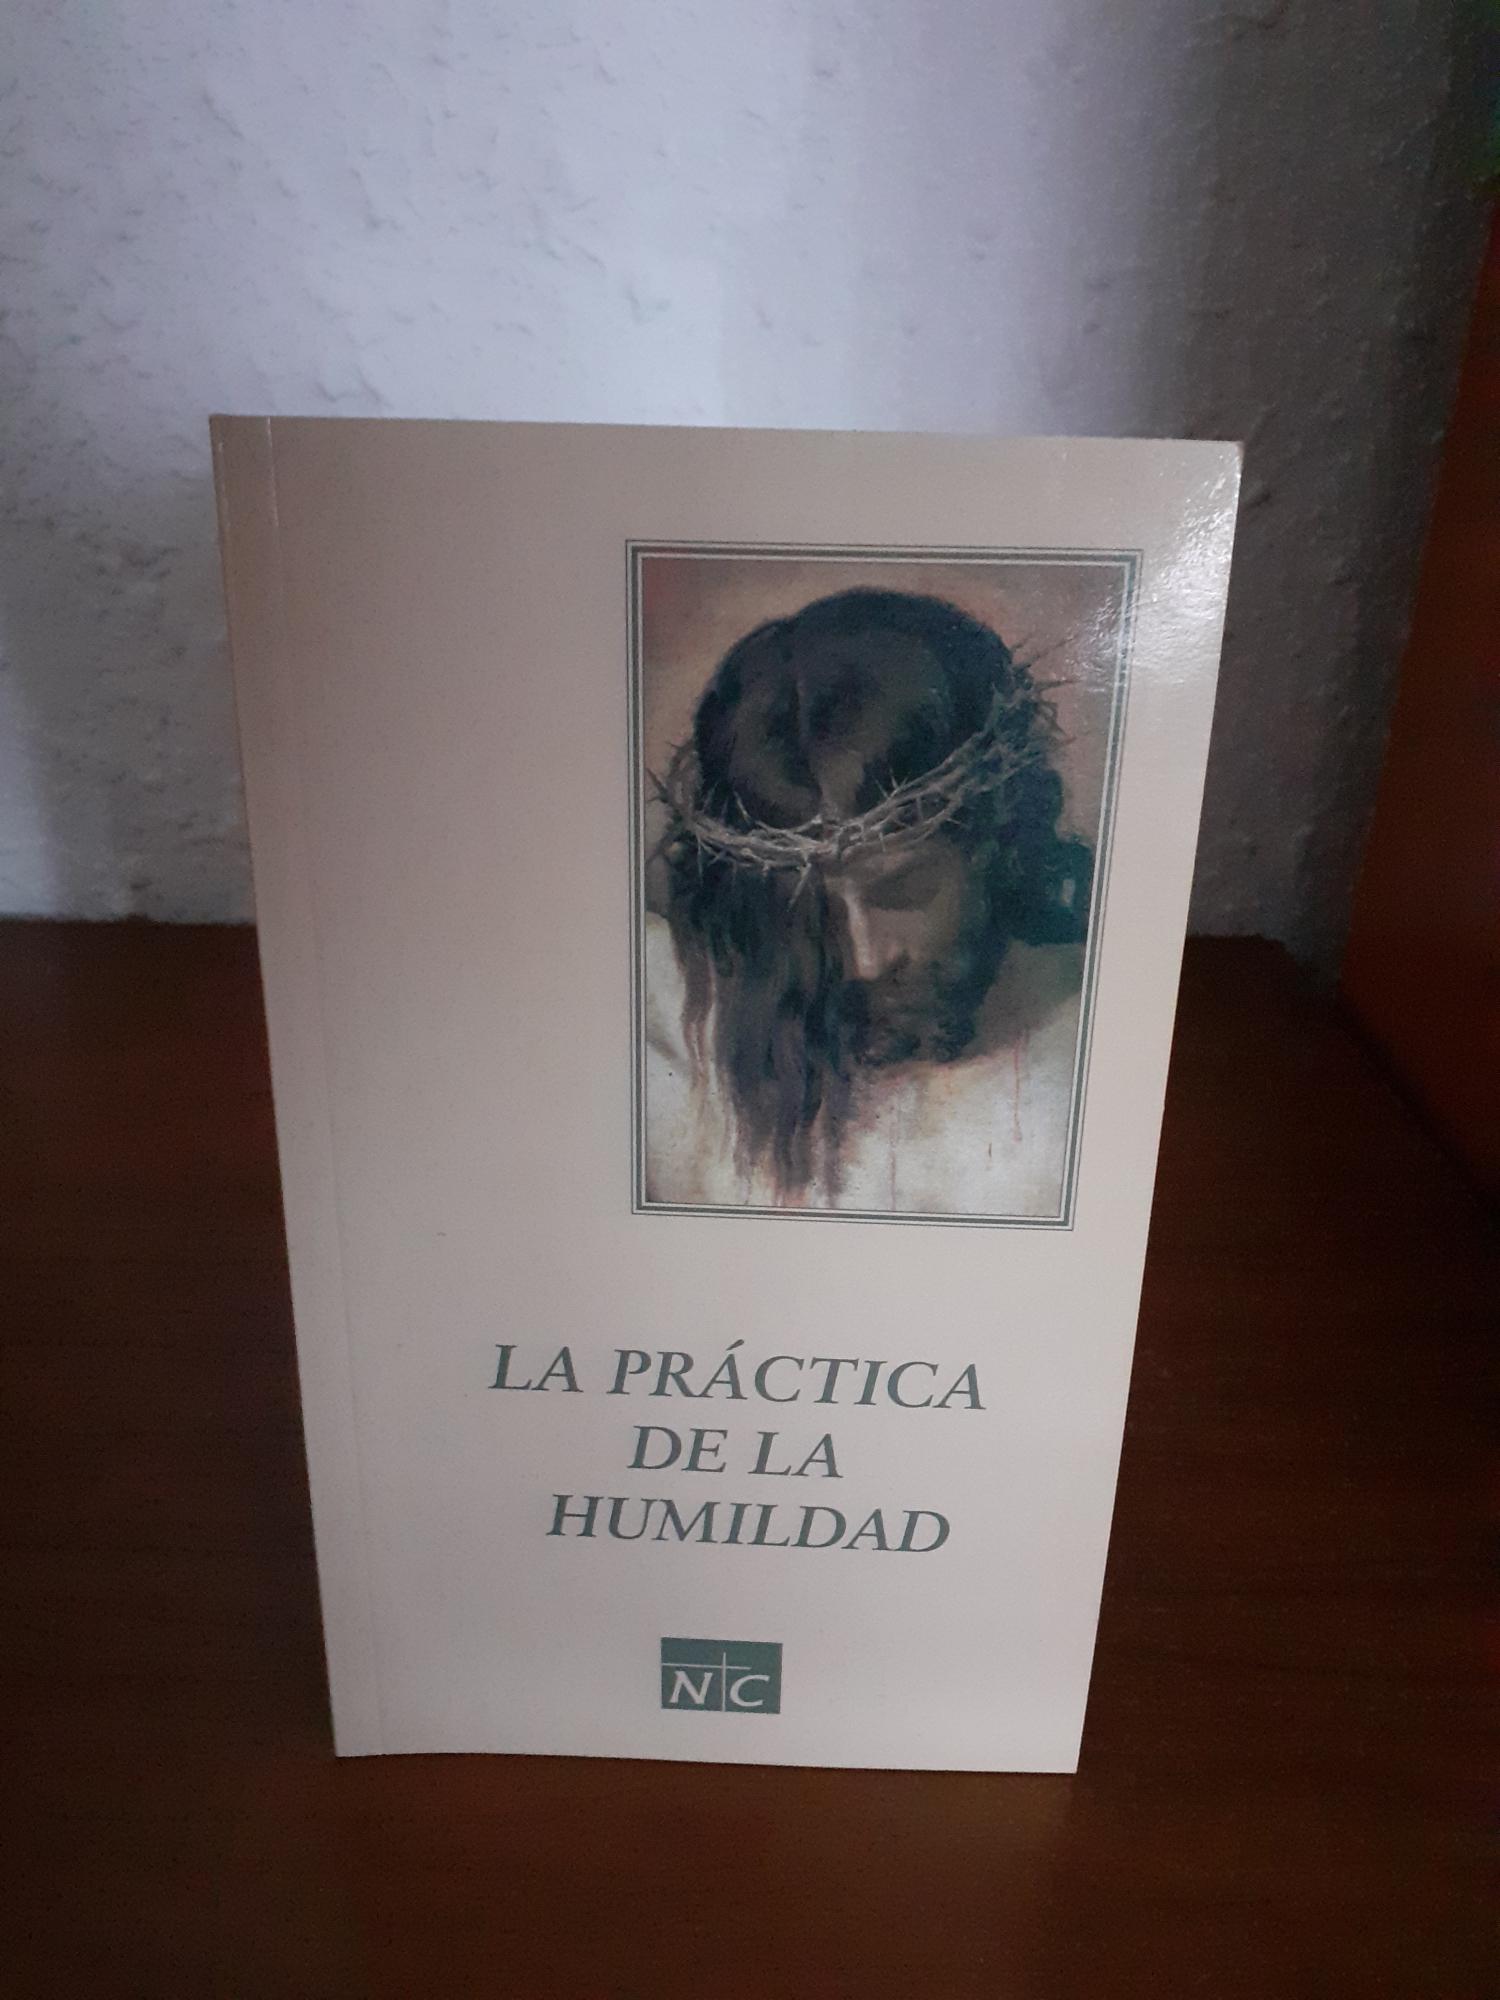 LA PRÁCTICA
DE LA
HUMILDAD
NC